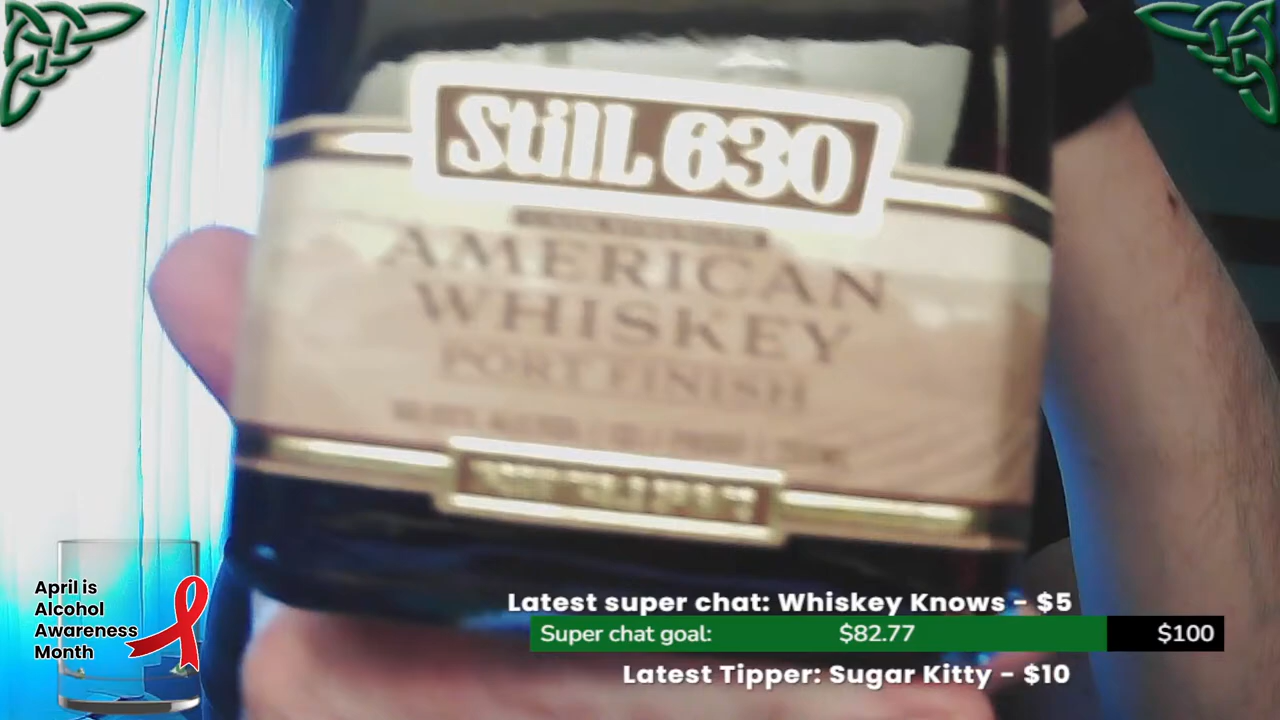 StilL 630
AMERICAN
WHISKEY
PORT FINISH
April is
Alcohol
Awareness
Month
Latest super chat: Whiskey Knows - $5
Super chat goal: $82.77 $100
Latest Tipper: Sugar Kitty - $10